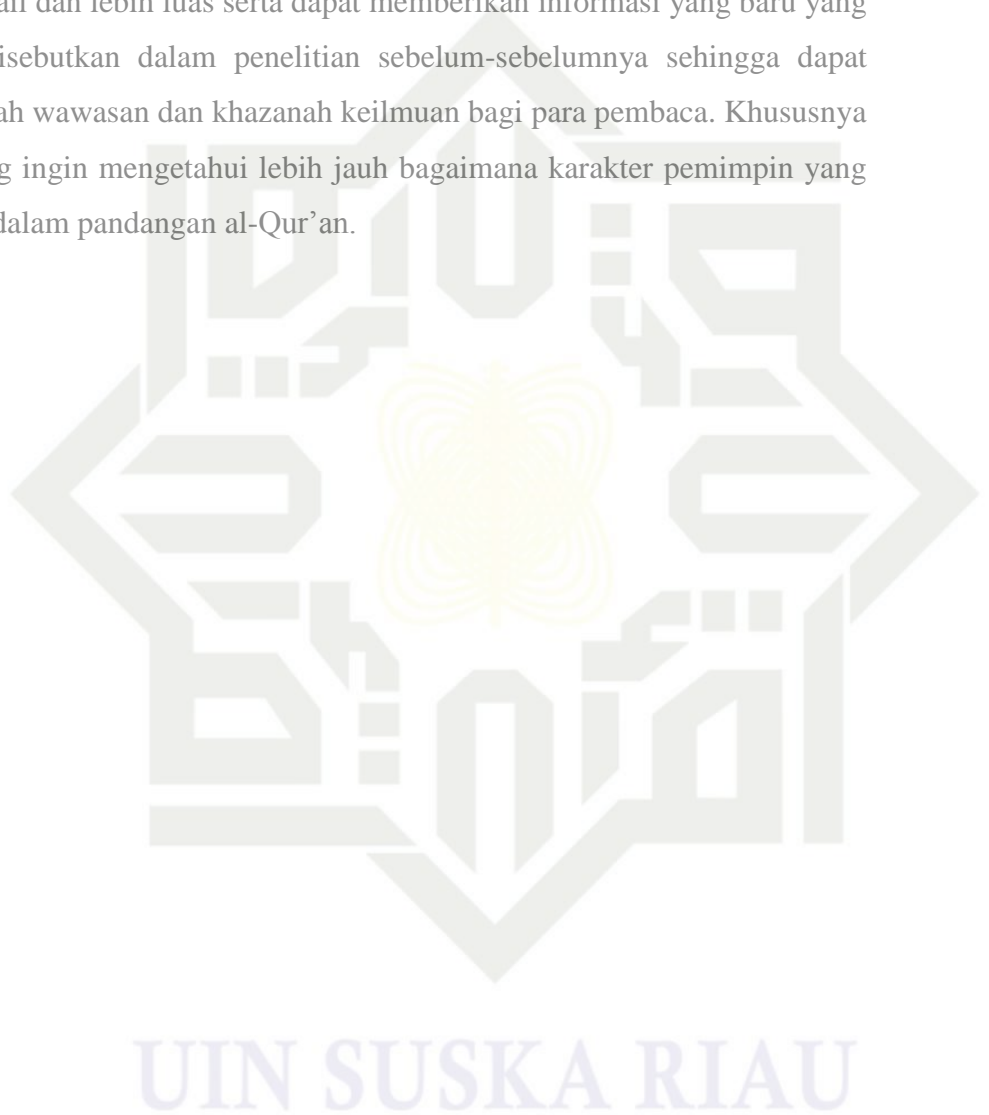 dan lebih luas serta dapat memberikan informasi yang baru yang
isebutkan dalam penelitian sebelum-sebelumnya sehingga dapat
ah wawasan dan khazanah keilmuan bagi para pembaca. Khususnya
g ingin mengetahui lebih jauh bagaimana karakter pemimpin yang
dalam pandangan al-Qur'an.
UIN SUSKA RIAU